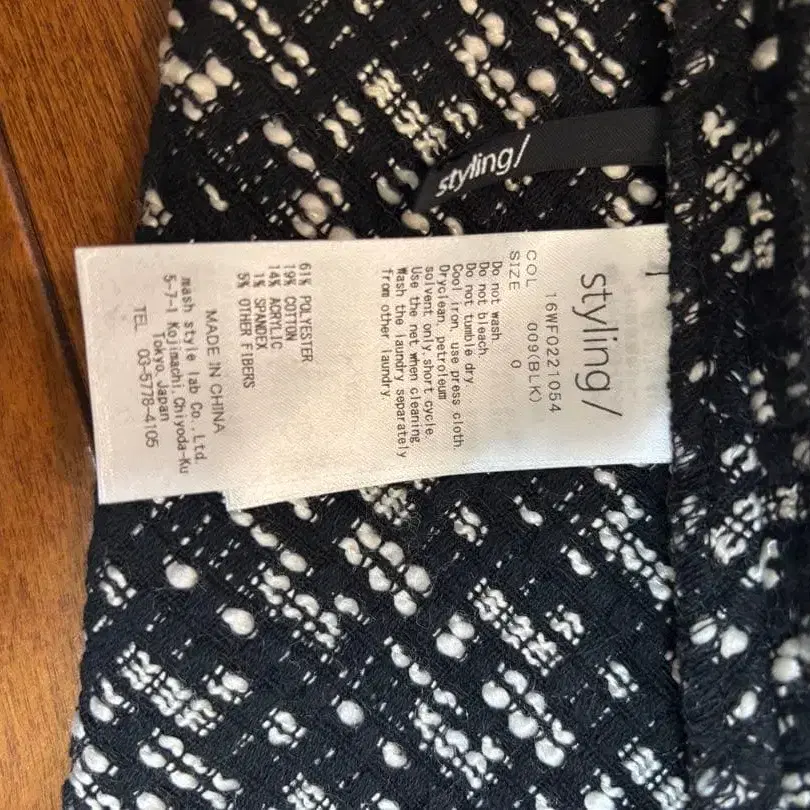 styling/
styling/
16WF0221054
COL 009(BLK)
SIZE 0
Do not wash.
Do not bleach.
Do not tumble dry.
Cool iron, use press cloth.
Dryclean, petroleum
solvent only, short cycle.
Use the net when cleaning.
Wash the laundry separately
from other laundry.
61% POLYESTER
19% COTTON
14% ACRYLIC
1% SPANDEX
5% OTHER FIBERS
MADE IN CHINA
mash style lab Co., Ltd.
5-7-1 Kojimachi, Chiyoda-Ku
Tokyo, Japan
TEL 03-5778-4105